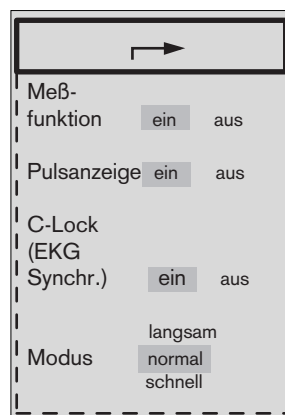 Meß-
funktion ein aus
Pulsanzeige ein aus
C-Lock
(EKG
Synchr.) ein aus
langsam
Modus normal
schnell